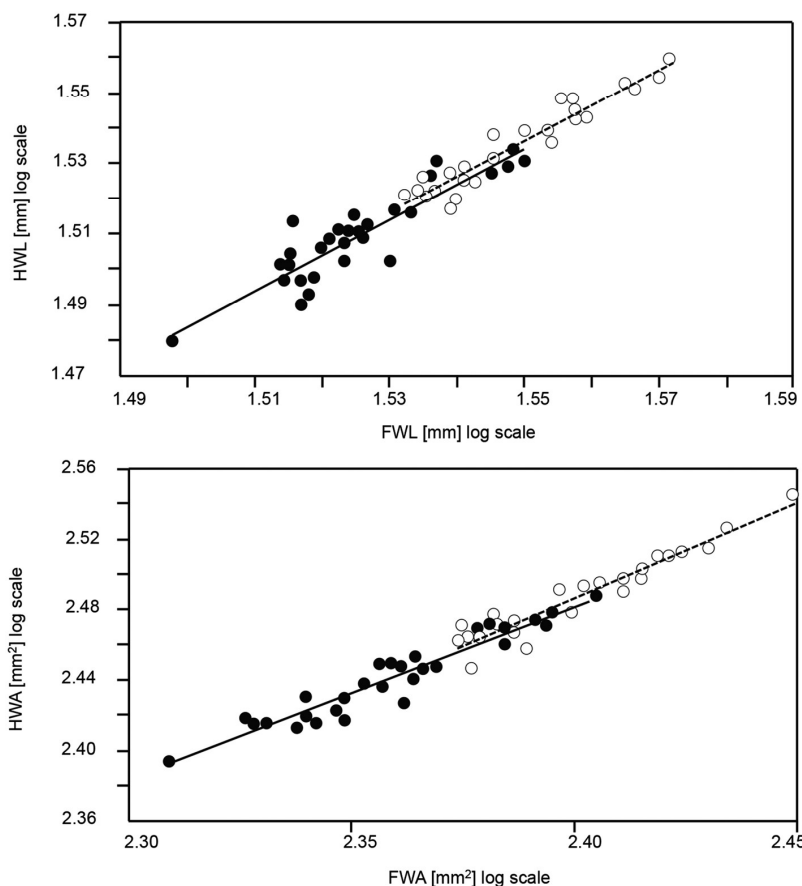 1.57
1.55
1.53
1.51
1.49
1.47
HWL [mm] log scale
1.49 1.51 1.53 1.55 1.57 1.59
FWL [mm] log scale
2.56
2.52
2.48
2.44
2.40
2.36
HWA [mm²] log scale
2.30 2.35 2.40 2.45
FWA [mm²] log scale